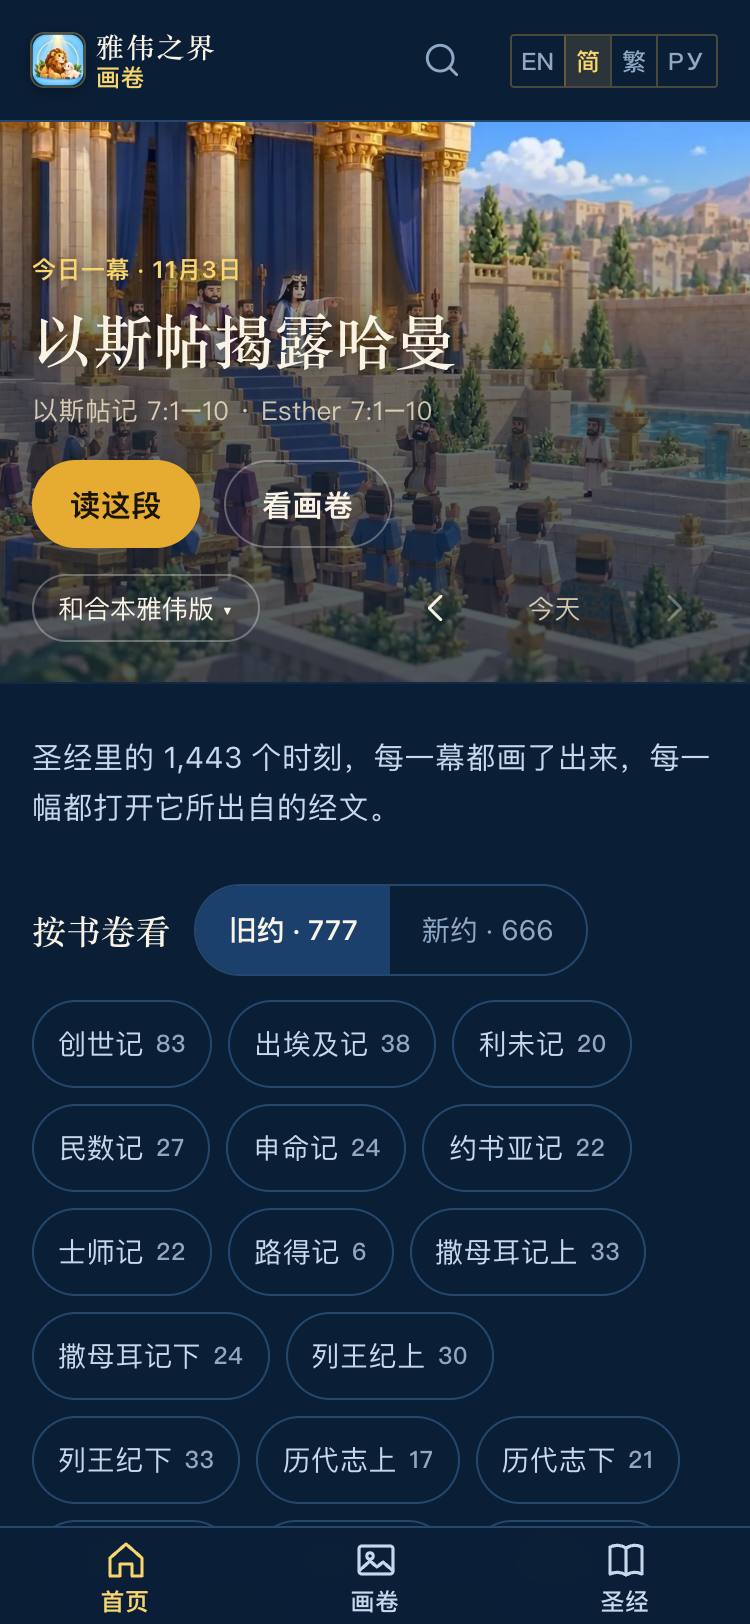 雅伟之界
画卷
EN 简 繁 РУ
今日一幕 · 11月3日
以斯帖揭露哈曼
以斯帖记 7:1–10 · Esther 7:1–10
读这段 看画卷
和合本雅伟版 ▾ 今天
圣经里的 1,443 个时刻，每一幕都画了出来，每一
幅都打开它所出自的经文。
按书卷看 旧约 · 777 新约 · 666
创世记 83 出埃及记 38 利未记 20
民数记 27 申命记 24 约书亚记 22
士师记 22 路得记 6 撒母耳记上 33
撒母耳记下 24 列王纪上 30
列王纪下 33 历代志上 17 历代志下 21
首页 画卷 圣经